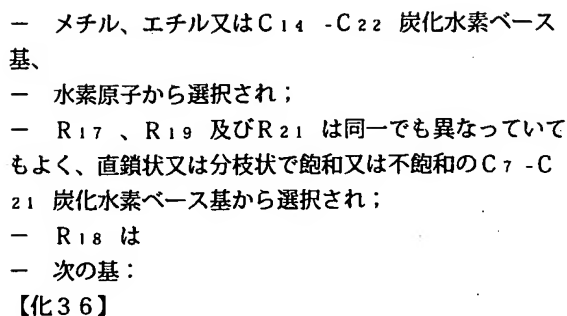 －　メチル、エチル又はＣ₁₄ -Ｃ₂₂ 炭化水素ベース
基、
－　水素原子から選択され；
－　Ｒ₁₇ 、Ｒ₁₉ 及びＲ₂₁ は同一でも異なっていて
もよく、直鎖状又は分枝状で飽和又は不飽和のＣ₇ -Ｃ
₂₁ 炭化水素ベース基から選択され；
－　Ｒ₁₈ は
－　次の基：
【化３６】